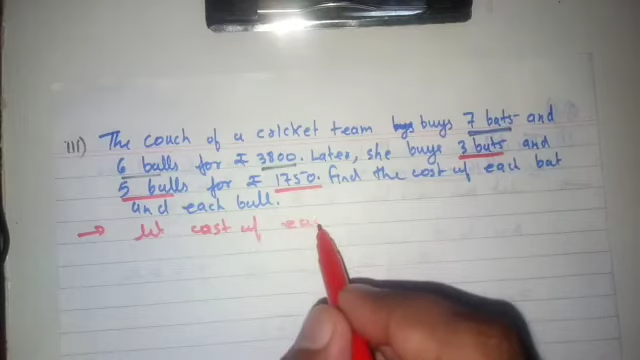 iii) The coach of a cricket team buys 7 bats and
6 balls for ₹ 3800. Later, she buys 3 bats and
5 balls for ₹ 1750. find the cost of each bat
and each ball.
→ let cost of eac